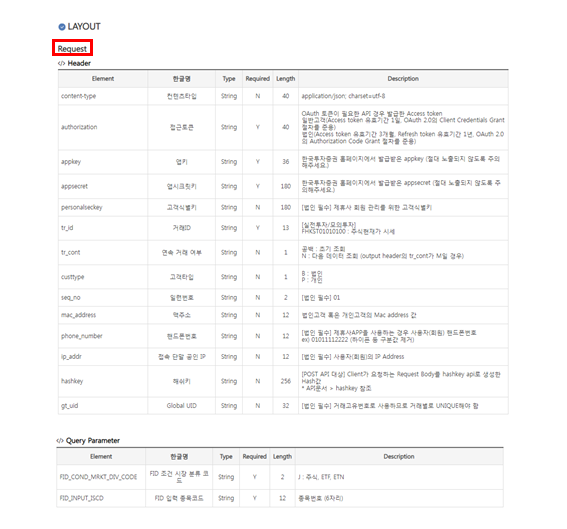 LAYOUT
Request
</> Header
Element 한글명 Type Required Length Description
content-type 컨텐츠타입 String N 40 application/json; charset=utf-8
authorization 접근토큰 String Y 40 OAuth 토큰이 필요한 API 경우 발급한 Access token
일반고객(Access token 유효기간 1일, OAuth 2.0의 Client Credentials Grant
절차를 준용)
법인(Access token 유효기간 3개월, Refresh token 유효기간 1년, OAuth 2.0
의 Authorization Code Grant 절차를 준용)
appkey 앱키 String Y 36 한국투자증권 홈페이지에서 발급받은 appkey (절대 노출되지 않도록 주의
해주세요.)
appsecret 앱시크릿키 String Y 180 한국투자증권 홈페이지에서 발급받은 appsecret (절대 노출되지 않도록 주
의해주세요.)
personalseckey 고객식별키 String N 180 [법인 필수] 제휴사 회원 관리를 위한 고객식별키
tr_id 거래ID String Y 13 [실전투자/모의투자]
FHKST01010100 : 주식현재가 시세
tr_cont 연속 거래 여부 String N 1 공백 : 초기 조회
N : 다음 데이터 조회 (output header의 tr_cont가 M일 경우)
custtype 고객타입 String N 1 B : 법인
P : 개인
seq_no 일련번호 String N 2 [법인 필수] 01
mac_address 맥주소 String N 12 법인고객 혹은 개인고객의 Mac address 값
phone_number 핸드폰번호 String N 12 [법인 필수] 제휴사APP을 사용하는 경우 사용자(회원) 핸드폰번호
ex) 01011112222 (하이픈 등 구분값 제거)
ip_addr 접속 단말 공인 IP String N 12 [법인 필수] 사용자(회원)의 IP Address
hashkey 해쉬키 String N 256 [POST API 대상] Client가 요청하는 Request Body를 hashkey api로 생성한
Hash값
* API문서 > hashkey 참조
gt_uid Global UID String N 32 [법인 필수] 거래고유번호로 사용하므로 거래별로 UNIQUE해야 함
</> Query Parameter
Element 한글명 Type Required Length Description
FID_COND_MRKT_DIV_CODE FID 조건 시장 분류 코
드 String Y 2 J : 주식, ETF, ETN
FID_INPUT_ISCD FID 입력 종목코드 String Y 12 종목번호 (6자리)